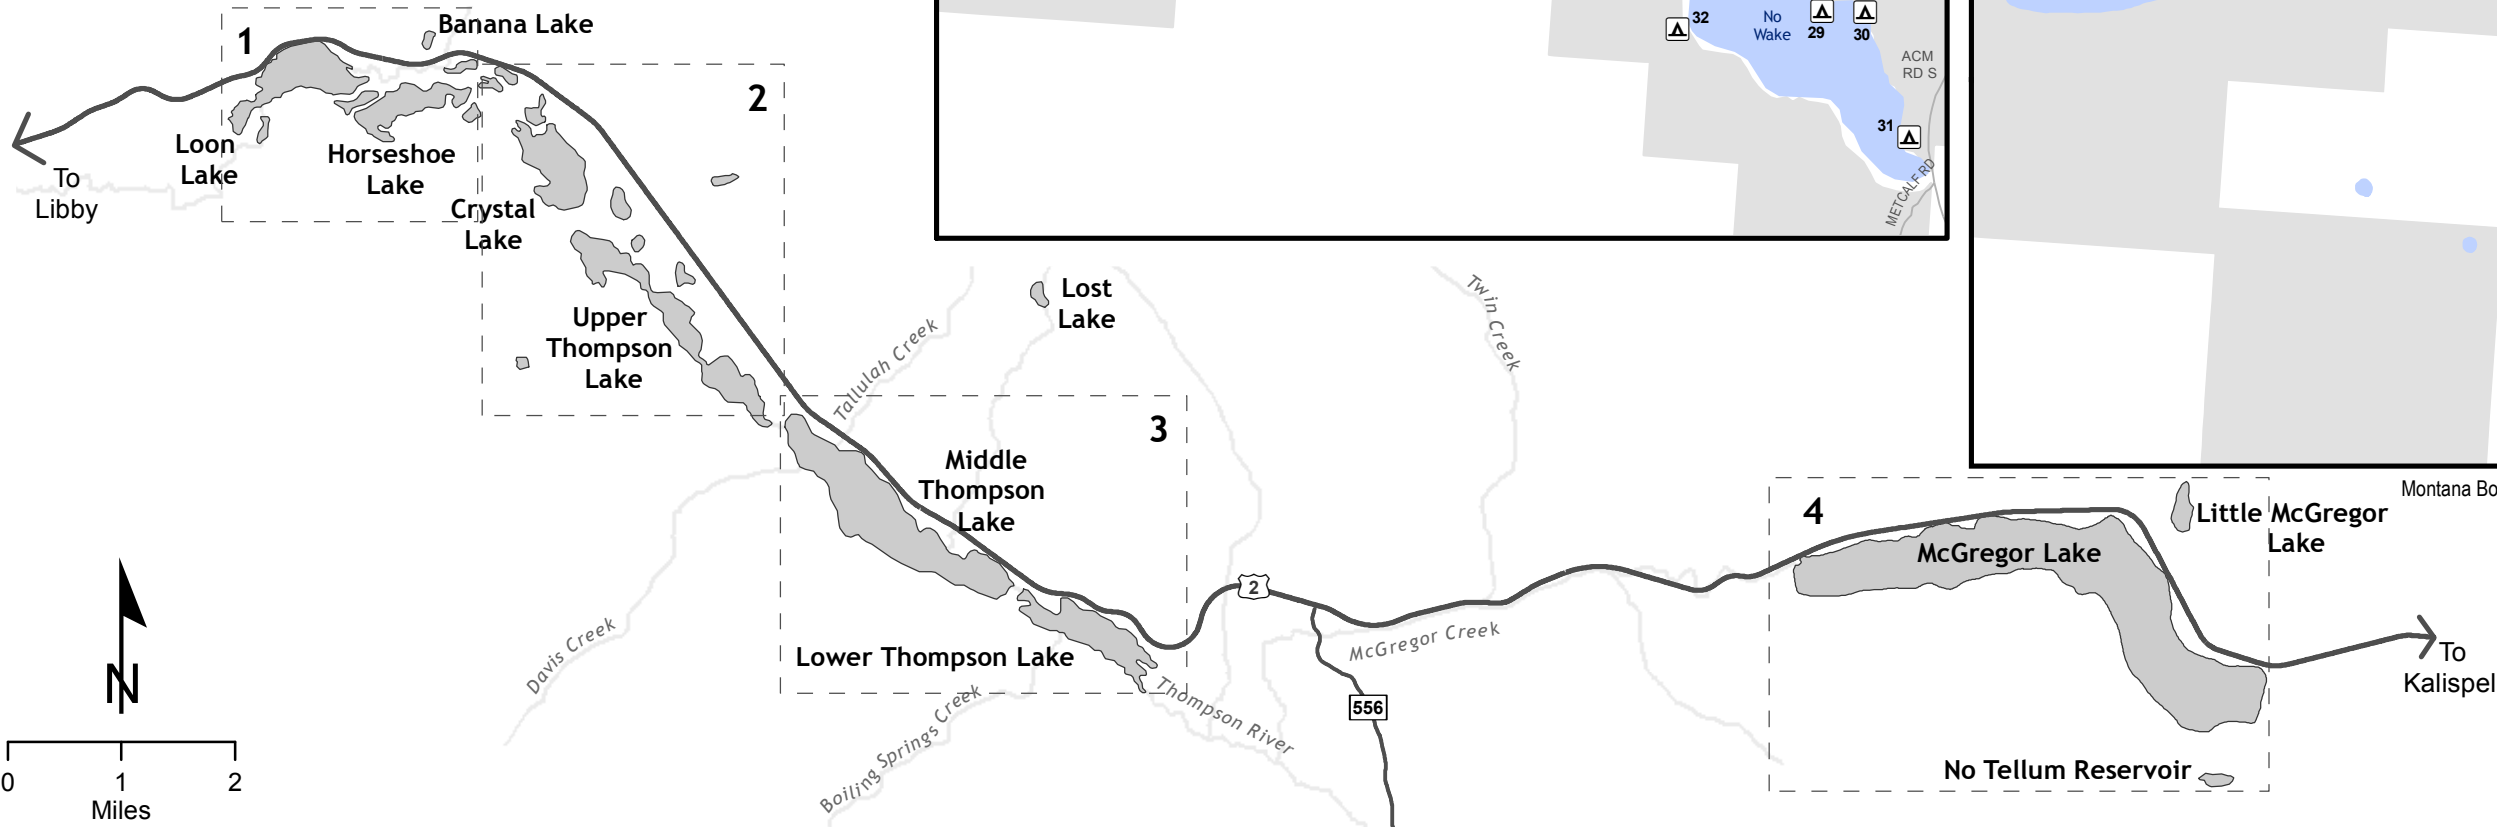 Banana Lake
1
2
Loon
Lake
Horseshoe
Lake
To
Libby
Crystal
Lake
Upper
Thompson
Lake
32
No
Wake
29
30
ACM
RD S
31
METCALF RD
Lost
Lake
Tallulah Creek
Twin Creek
3
Middle
Thompson
Lake
Davis Creek
Lower Thompson Lake
Boiling Springs Creek
Thompson River
2
McGregor Creek
556
Montana Bo
4
McGregor Lake
Little McGregor
Lake
To
Kalispel
No Tellum Reservoir
N
0 1 2
Miles